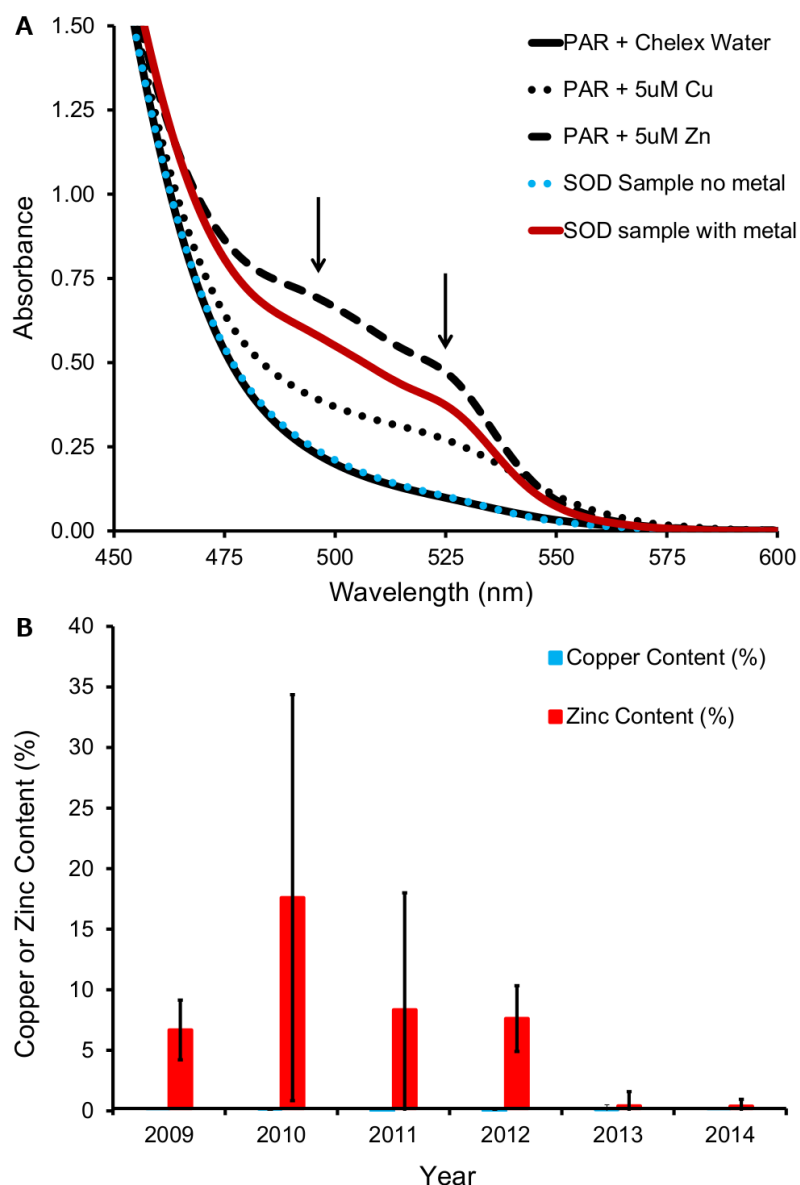 A
1.50
1.25
1.00
0.75
0.50
0.25
0.00
Absorbance
PAR + Chelex Water
PAR + 5uM Cu
PAR + 5uM Zn
SOD Sample no metal
SOD sample with metal
450 475 500 525 550 575 600
Wavelength (nm)
B
40
35
30
25
20
15
10
5
0
Copper or Zinc Content (%)
Copper Content (%)
Zinc Content (%)
2009 2010 2011 2012 2013 2014
Year